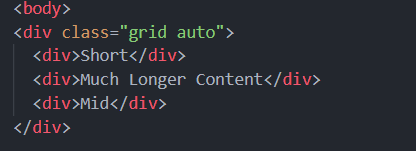 <body>
<div class="grid auto">
<div>Short</div>
<div>Much Longer Content</div>
<div>Mid</div>
</div>